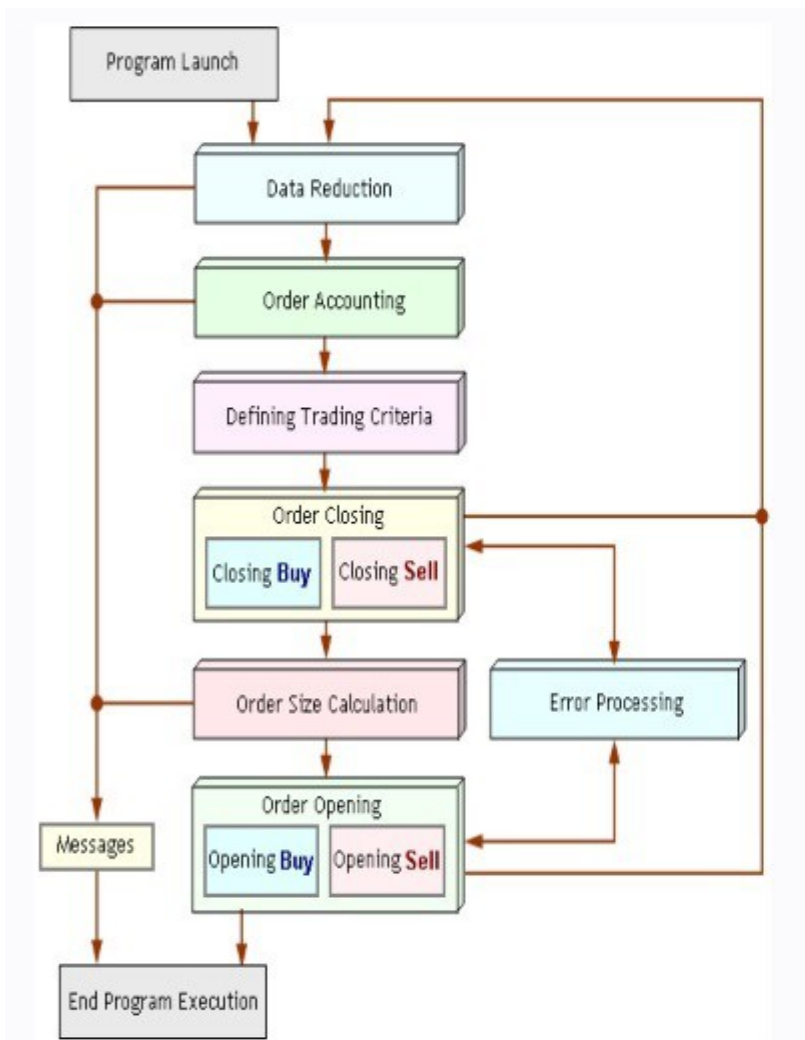 Program Launch
Data Reduction
Order Accounting
Defining Trading Criteria
Order Closing
Closing Buy
Closing Sell
Order Size Calculation
Error Processing
Order Opening
Opening Buy
Opening Sell
Messages
End Program Execution